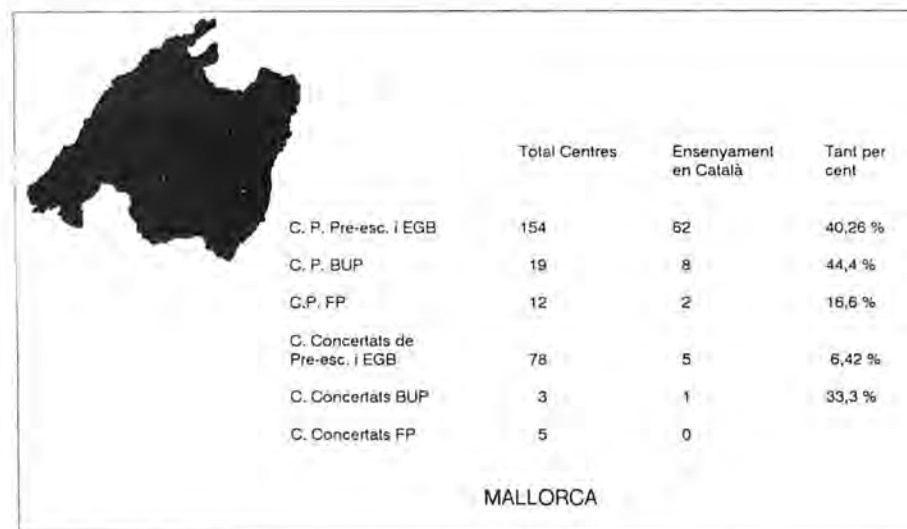 Total Centres Ensenyament en Català Tant per cent
C. P. Pre-esc. i EGB 154 62 40,26 %
C. P. BUP 19 8 44,4 %
C.P. FP 12 2 16,6 %
C. Concertats de
Pre-esc. i EGB 78 5 6,42 %
C. Concertats BUP 3 1 33,3 %
C. Concertats FP 5 0
MALLORCA